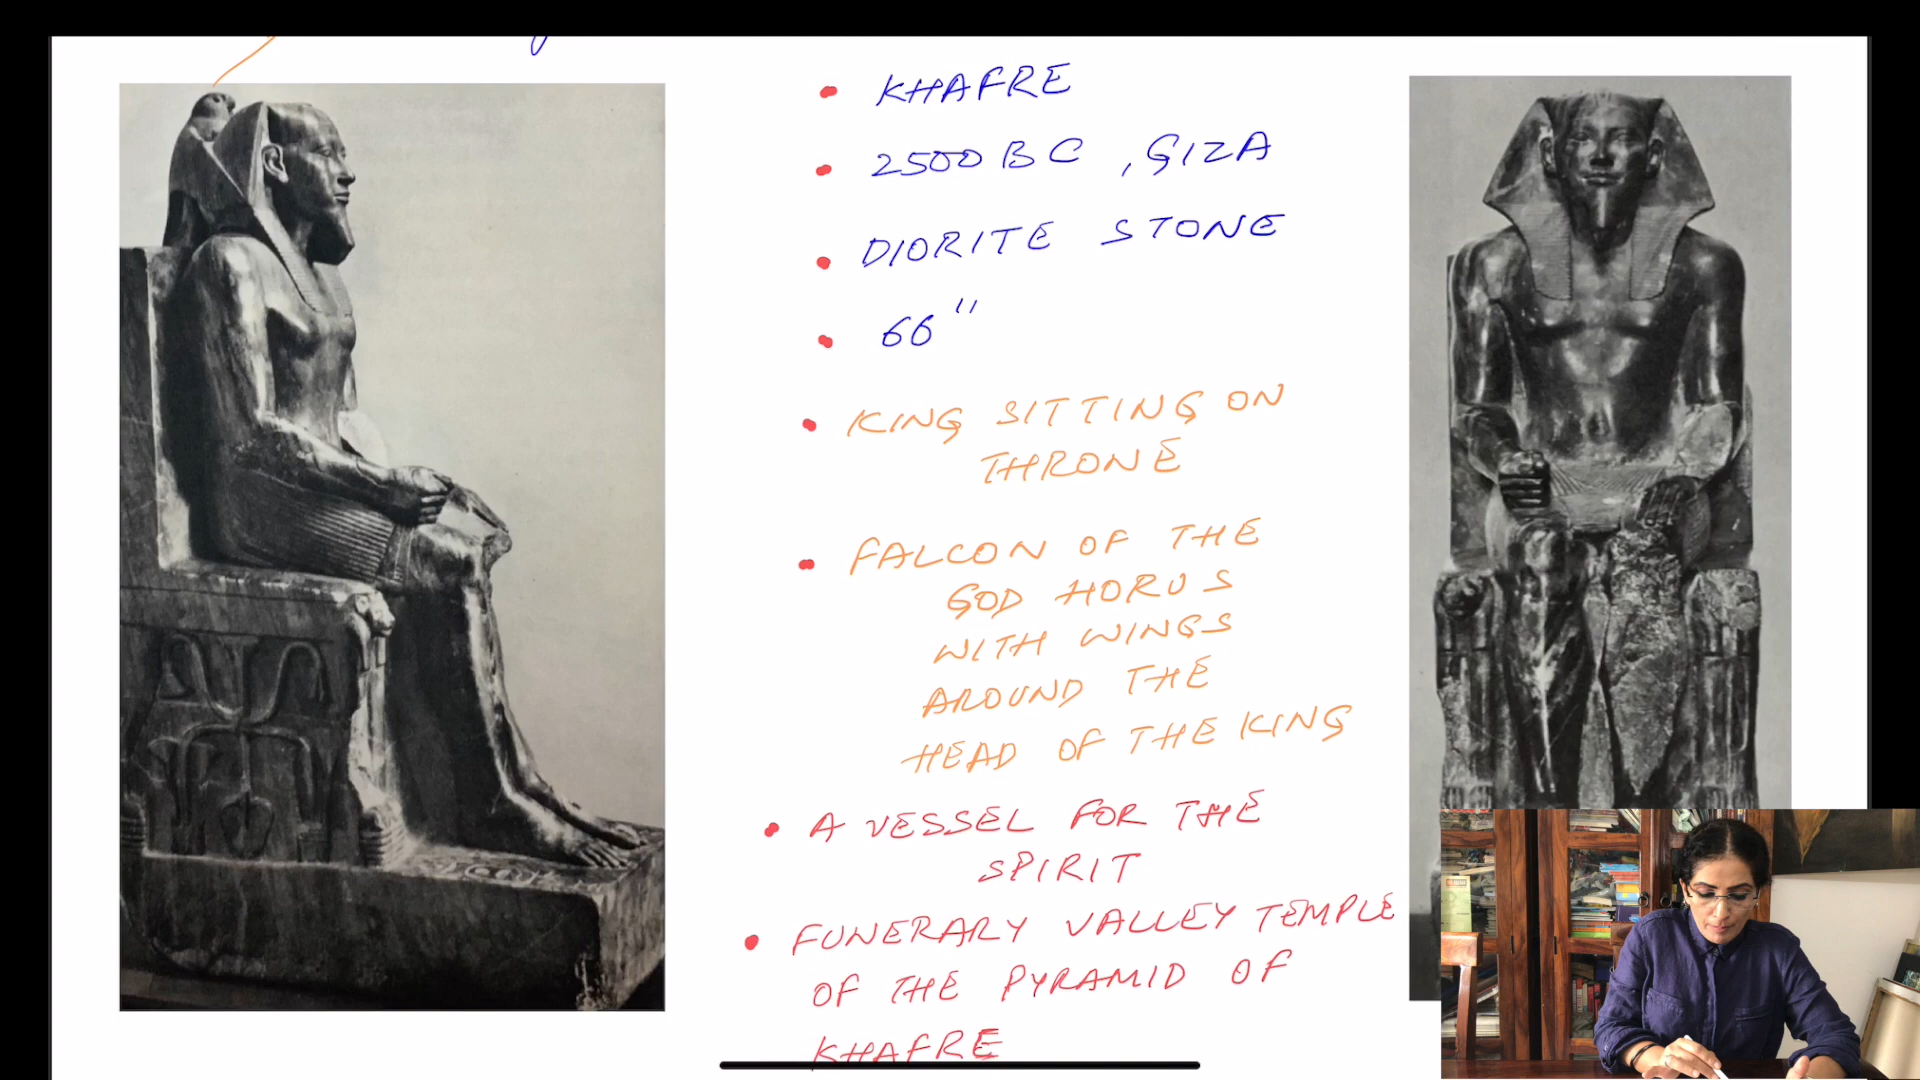 KHAFRE
2500 BC, GIZA
DIORITE STONE
66"
KING SITTING ON
THRONE
FALCON OF THE
GOD HORUS
WITH WINGS
AROUND THE
HEAD OF THE KING
A VESSEL FOR THE
SPIRIT
FUNERARY VALLEY TEMPLE
OF THE PYRAMID OF
KHAFRE